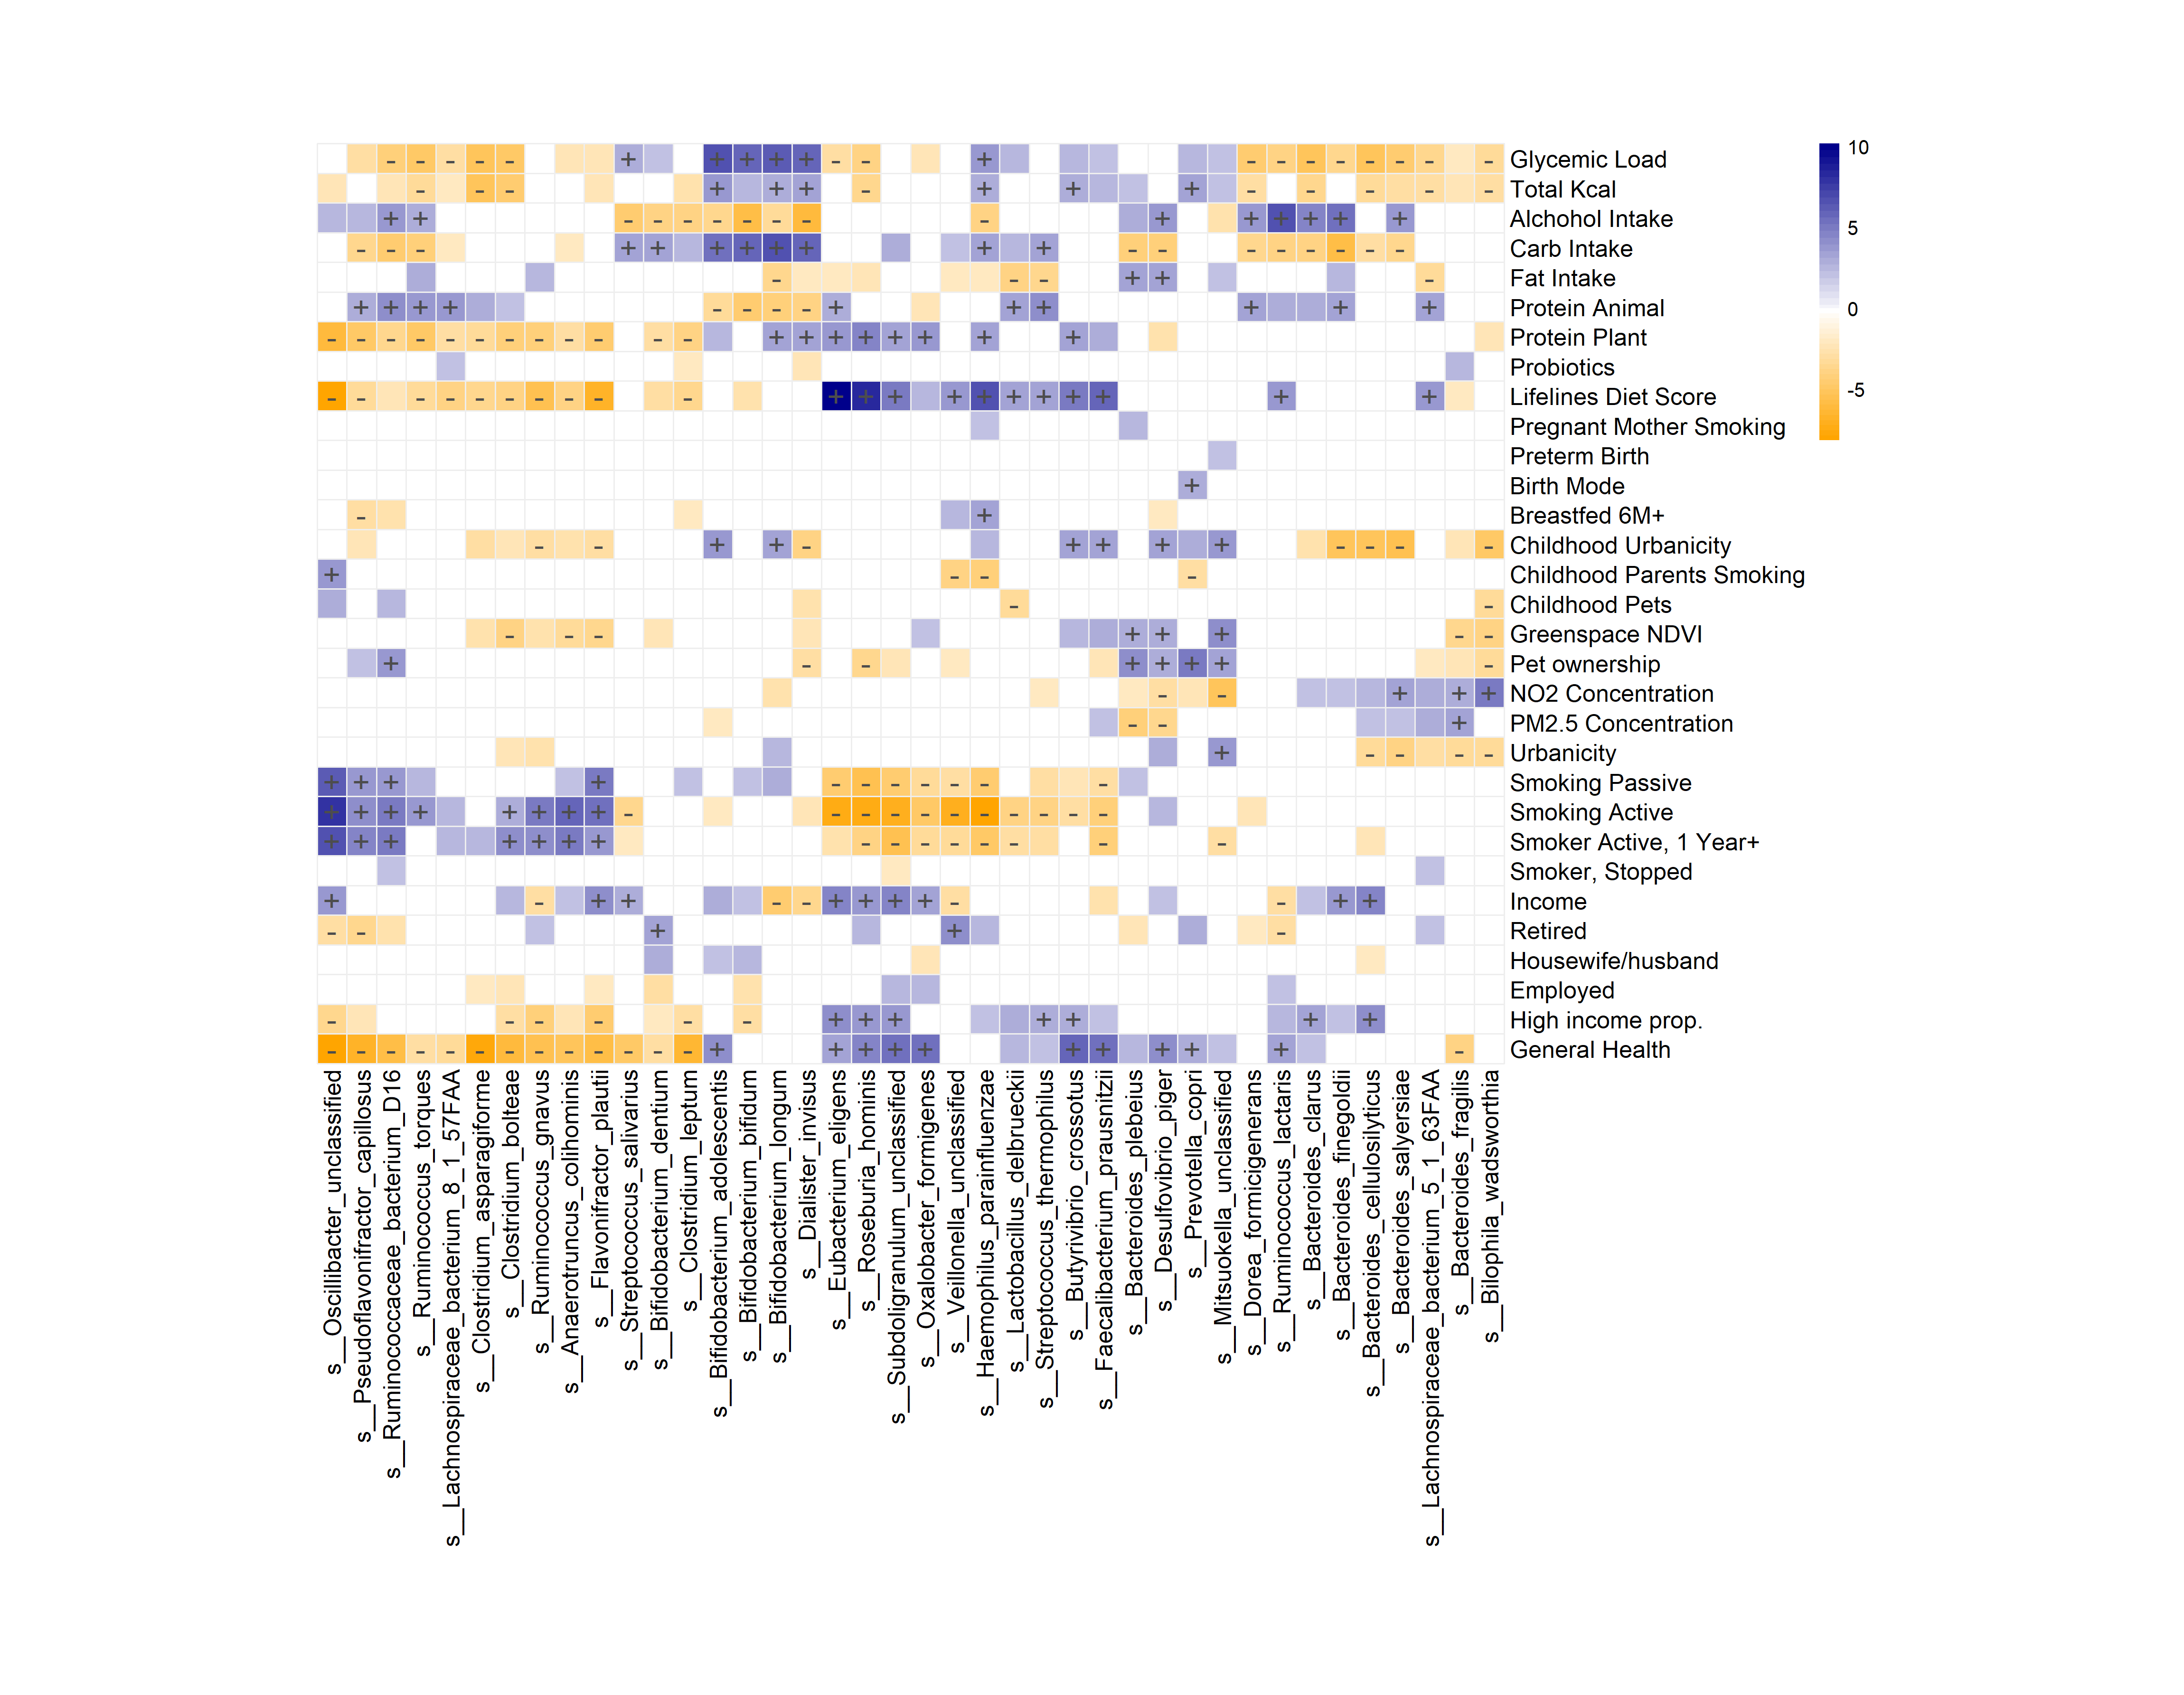 Glycemic Load
Total Kcal
Alchohol Intake
Carb Intake
Fat Intake
Protein Animal
Protein Plant
Probiotics
Lifelines Diet Score
Pregnant Mother Smoking
Preterm Birth
Birth Mode
Breastfed 6M+
Childhood Urbanicity
Childhood Parents Smoking
Childhood Pets
Greenspace NDVI
Pet ownership
NO2 Concentration
PM2.5 Concentration
Urbanicity
Smoking Passive
Smoking Active
Smoker Active, 1 Year+
Smoker, Stopped
Income
Retired
Housewife/husband
Employed
High income prop.
General Health
10
5
0
-5
s__Oscillibacter_unclassified
s__Pseudoflavonifractor_capillosus
s__Ruminococcaceae_bacterium_D16
s__Ruminococcus_torques
s__Lachnospiraceae_bacterium_8_1_57FAA
s__Clostridium_asparagiforme
s__Clostridium_bolteae
s__Ruminococcus_gnavus
s__Anaerotruncus_colihominis
s__Flavonifractor_plautii
s__Streptococcus_salivarius
s__Bifidobacterium_dentium
s__Clostridium_leptum
s__Bifidobacterium_adolescentis
s__Bifidobacterium_bifidum
s__Bifidobacterium_longum
s__Dialister_invisus
s__Eubacterium_eligens
s__Roseburia_hominis
s__Subdoligranulum_unclassified
s__Oxalobacter_formigenes
s__Veillonella_unclassified
s__Haemophilus_parainfluenzae
s__Lactobacillus_delbrueckii
s__Streptococcus_thermophilus
s__Butyrivibrio_crossotus
s__Faecalibacterium_prausnitzii
s__Bacteroides_plebeius
s__Desulfovibrio_piger
s__Prevotella_copri
s__Mitsuokella_unclassified
s__Dorea_formicigenerans
s__Ruminococcus_lactaris
s__Bacteroides_clarus
s__Bacteroides_finegoldii
s__Bacteroides_cellulosilyticus
s__Bacteroides_salyersiae
s__Lachnospiraceae_bacterium_5_1_63FAA
s__Bacteroides_fragilis
s__Bilophila_wadsworthia